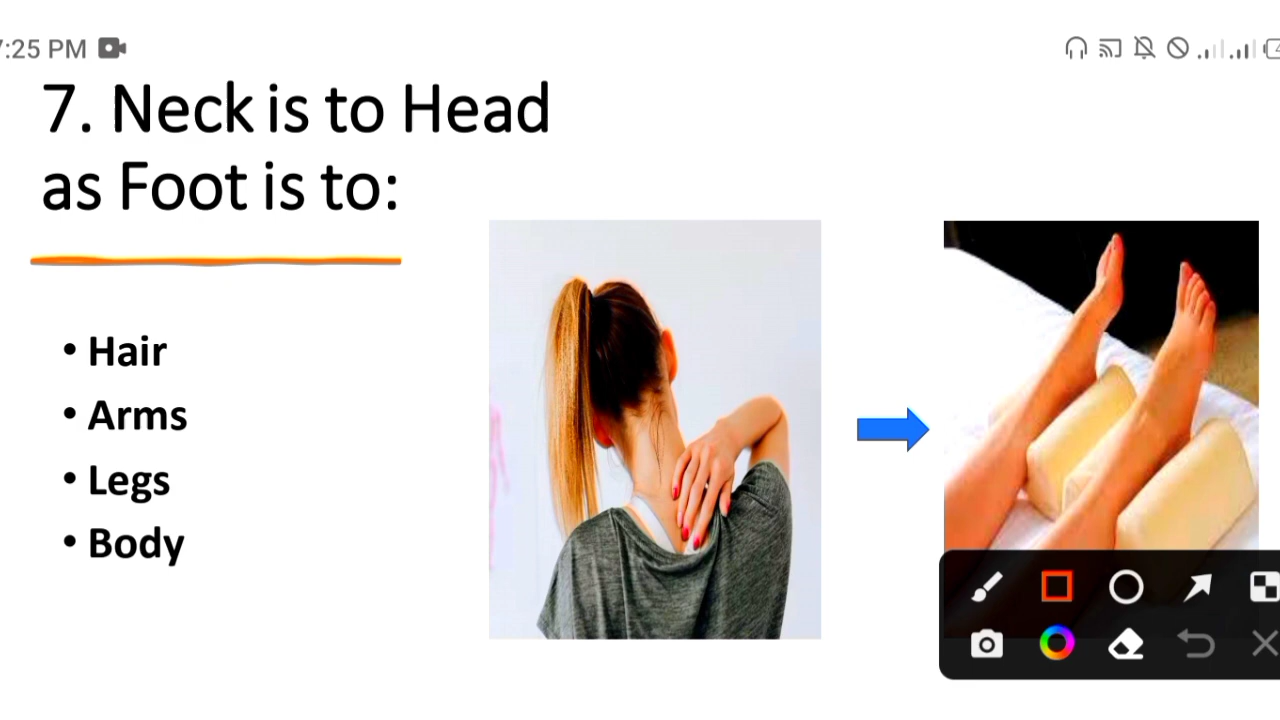 :25 PM
7. Neck is to Head
as Foot is to:
• Hair
• Arms
• Legs
• Body